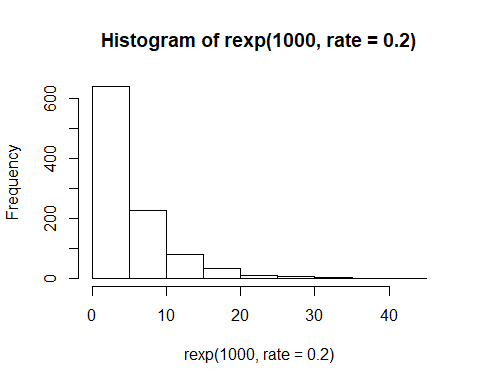 Histogram of rexp(1000, rate = 0.2)
Frequency
600
400
200
0
0 10 20 30 40
rexp(1000, rate = 0.2)